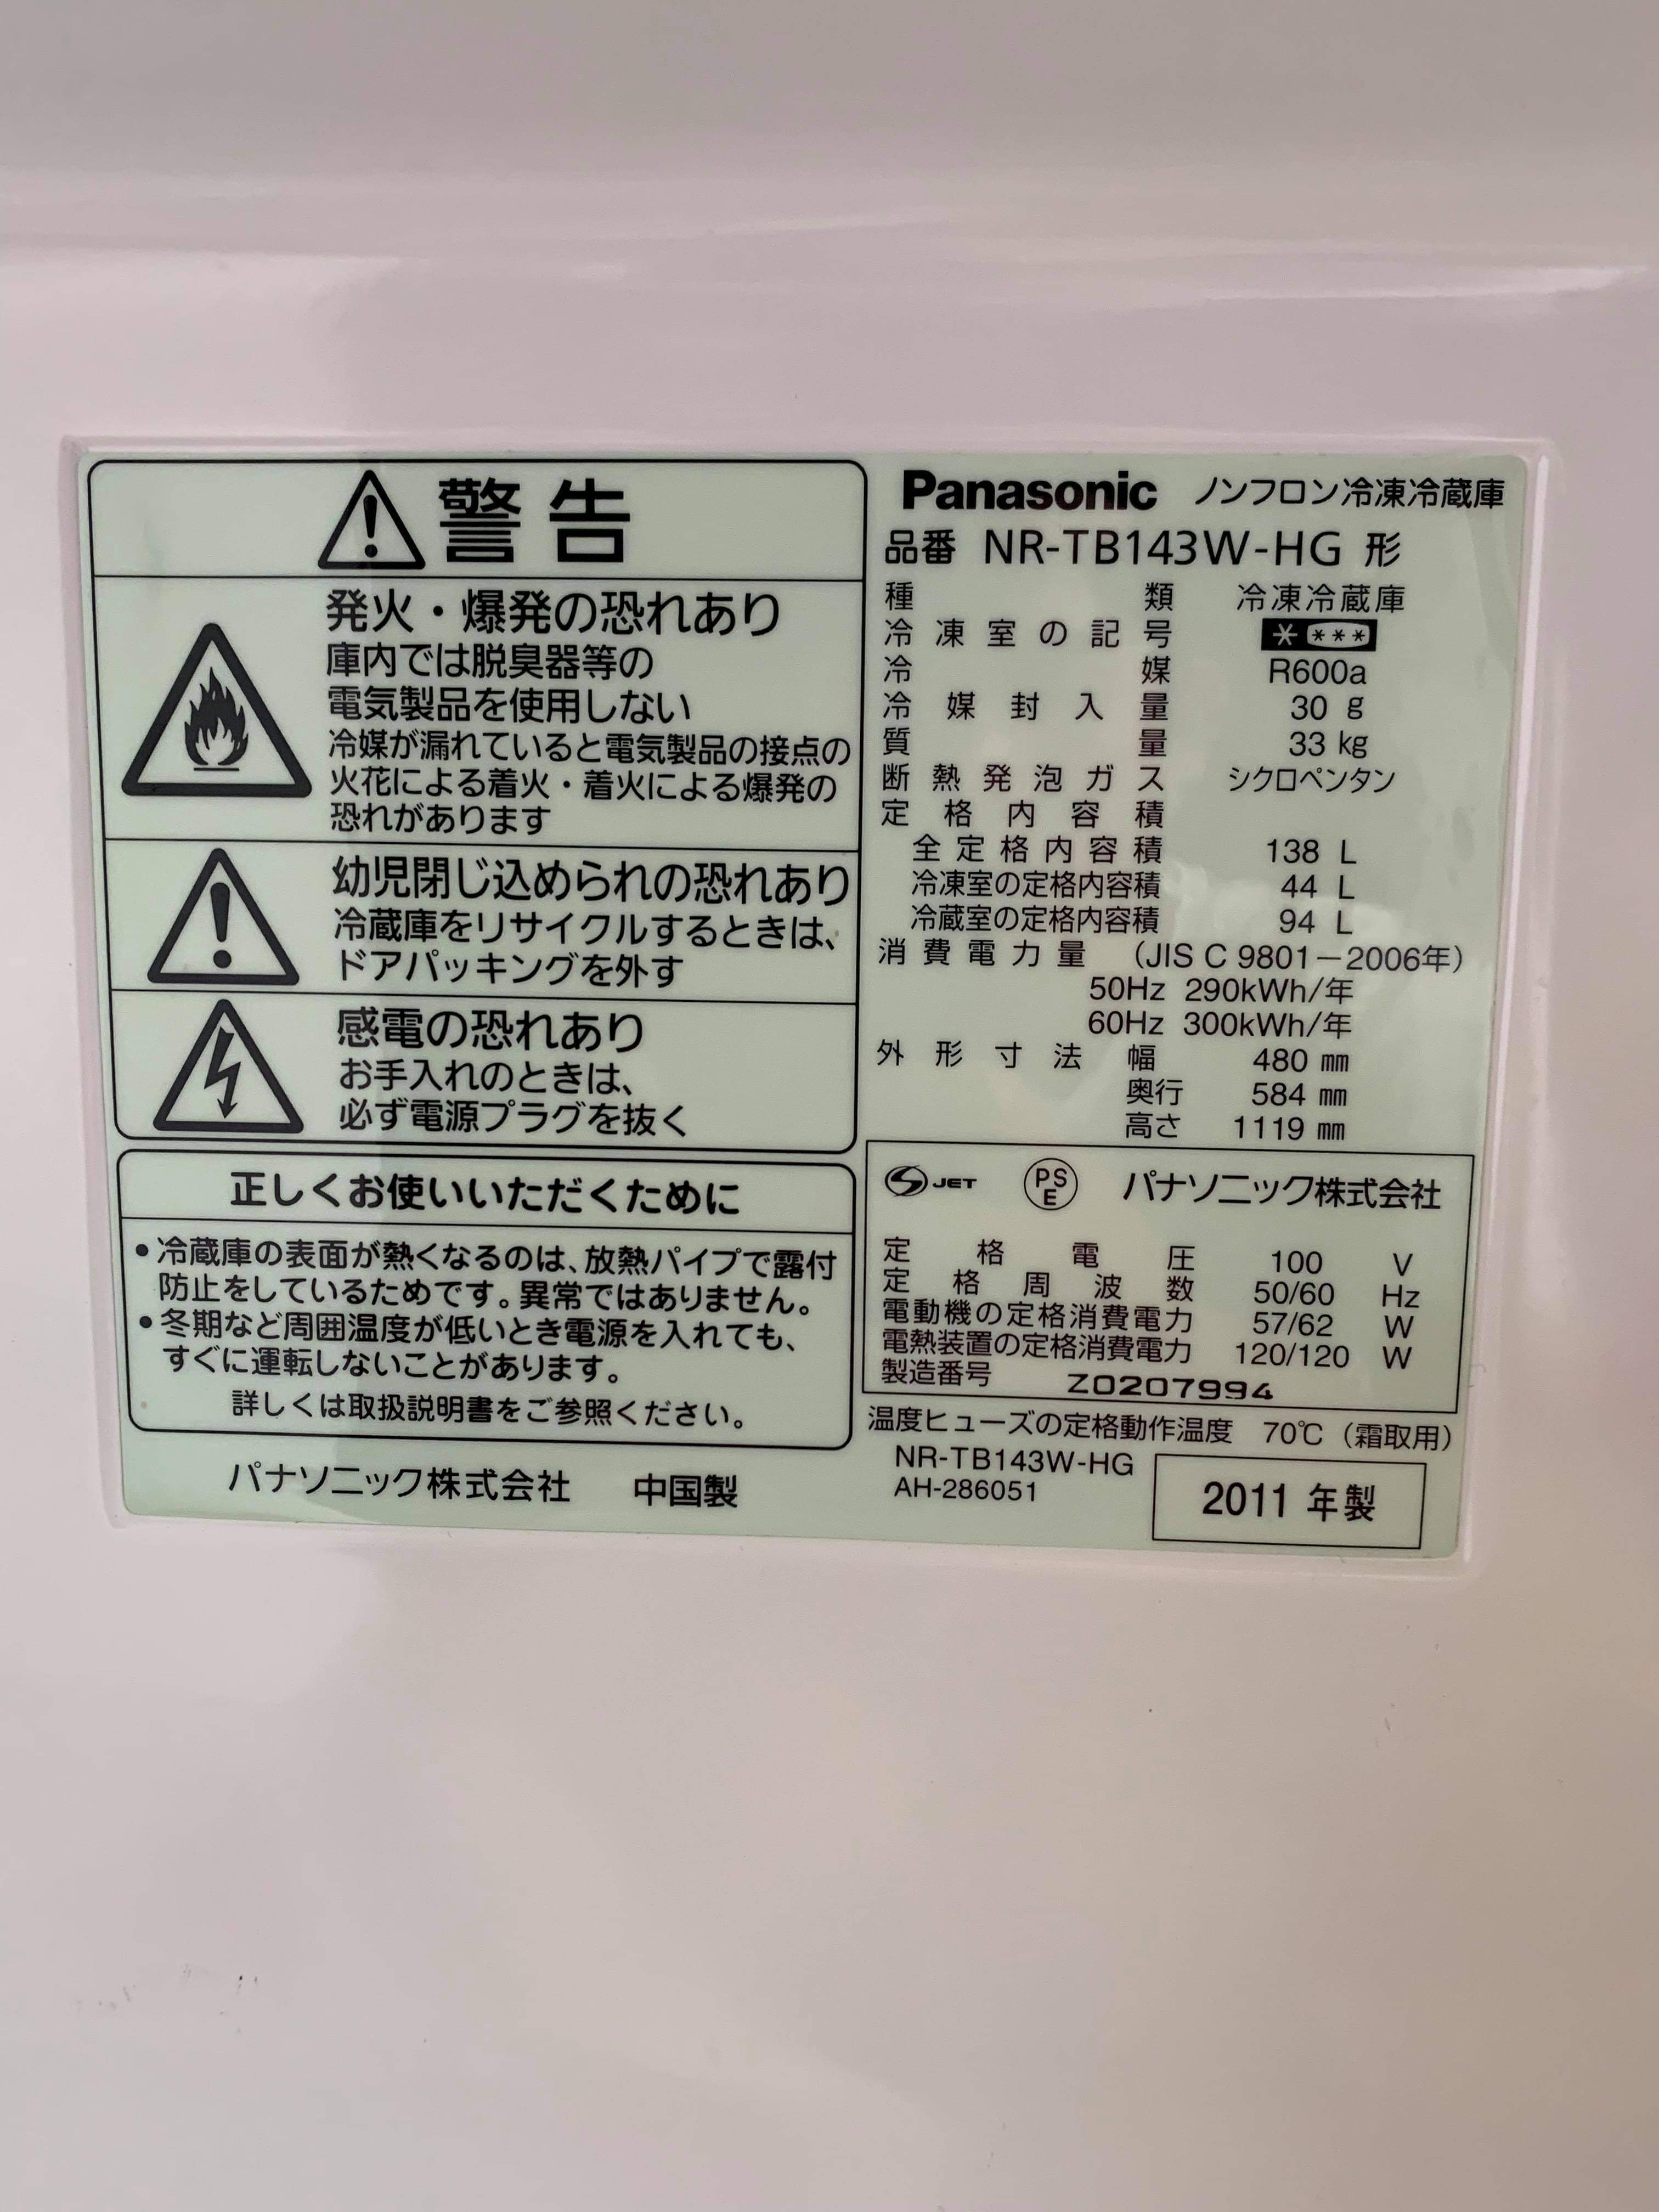 警告
発火・爆発の恐れあり
庫内では脱臭器等の
電気製品を使用しない
冷媒が漏れていると電気製品の接点の
火花による着火・着火による爆発の
恐れがあります
幼児閉じ込められの恐れあり
冷蔵庫をリサイクルするときは、
ドアパッキングを外す
感電の恐れあり
お手入れのときは、
必ず電源プラグを抜く
正しくお使いいただくために
•冷蔵庫の表面が熱くなるのは、放熱パイプで露付
防止をしているためです。異常ではありません。
•冬期など周囲温度が低いとき電源を入れても、
すぐに運転しないことがあります。
詳しくは取扱説明書をご参照ください。
パナソニック株式会社 中国製
Panasonic ノンフロン冷凍冷蔵庫
品番 NR-TB143W-HG 形
種類 冷凍冷蔵庫
冷凍室の記号 * ***
冷媒 R600a
冷媒封入量 30 g
質量 33 kg
断熱発泡ガス シクロペンタン
定格内容積
全定格内容積 138 L
冷凍室の定格内容積 44 L
冷蔵室の定格内容積 94 L
消費電力量 (JIS C 9801-2006年)
50Hz 290kWh/年
60Hz 300kWh/年
外形寸法 幅 480 mm
奥行 584 mm
高さ 1119 mm
JET PSE パナソニック株式会社
定格電圧 100 V
定格周波数 50/60 Hz
電動機の定格消費電力 57/62 W
電熱装置の定格消費電力 120/120 W
製造番号 Z0207994
温度ヒューズの定格動作温度 70℃ (霜取用)
NR-TB143W-HG
AH-286051
2011 年製